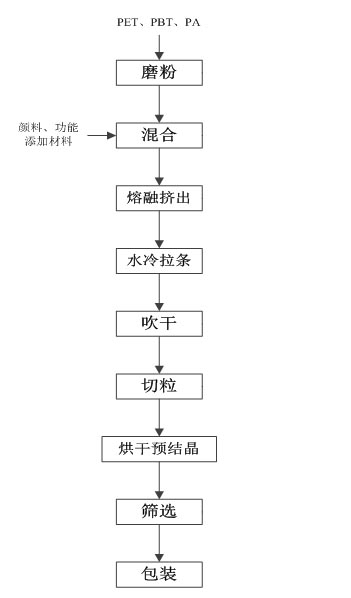 PET、PBT、PA
磨粉
颜料、功能
添加材料
混合
熔融挤出
水冷拉条
吹干
切粒
烘干预结晶
筛选
包装